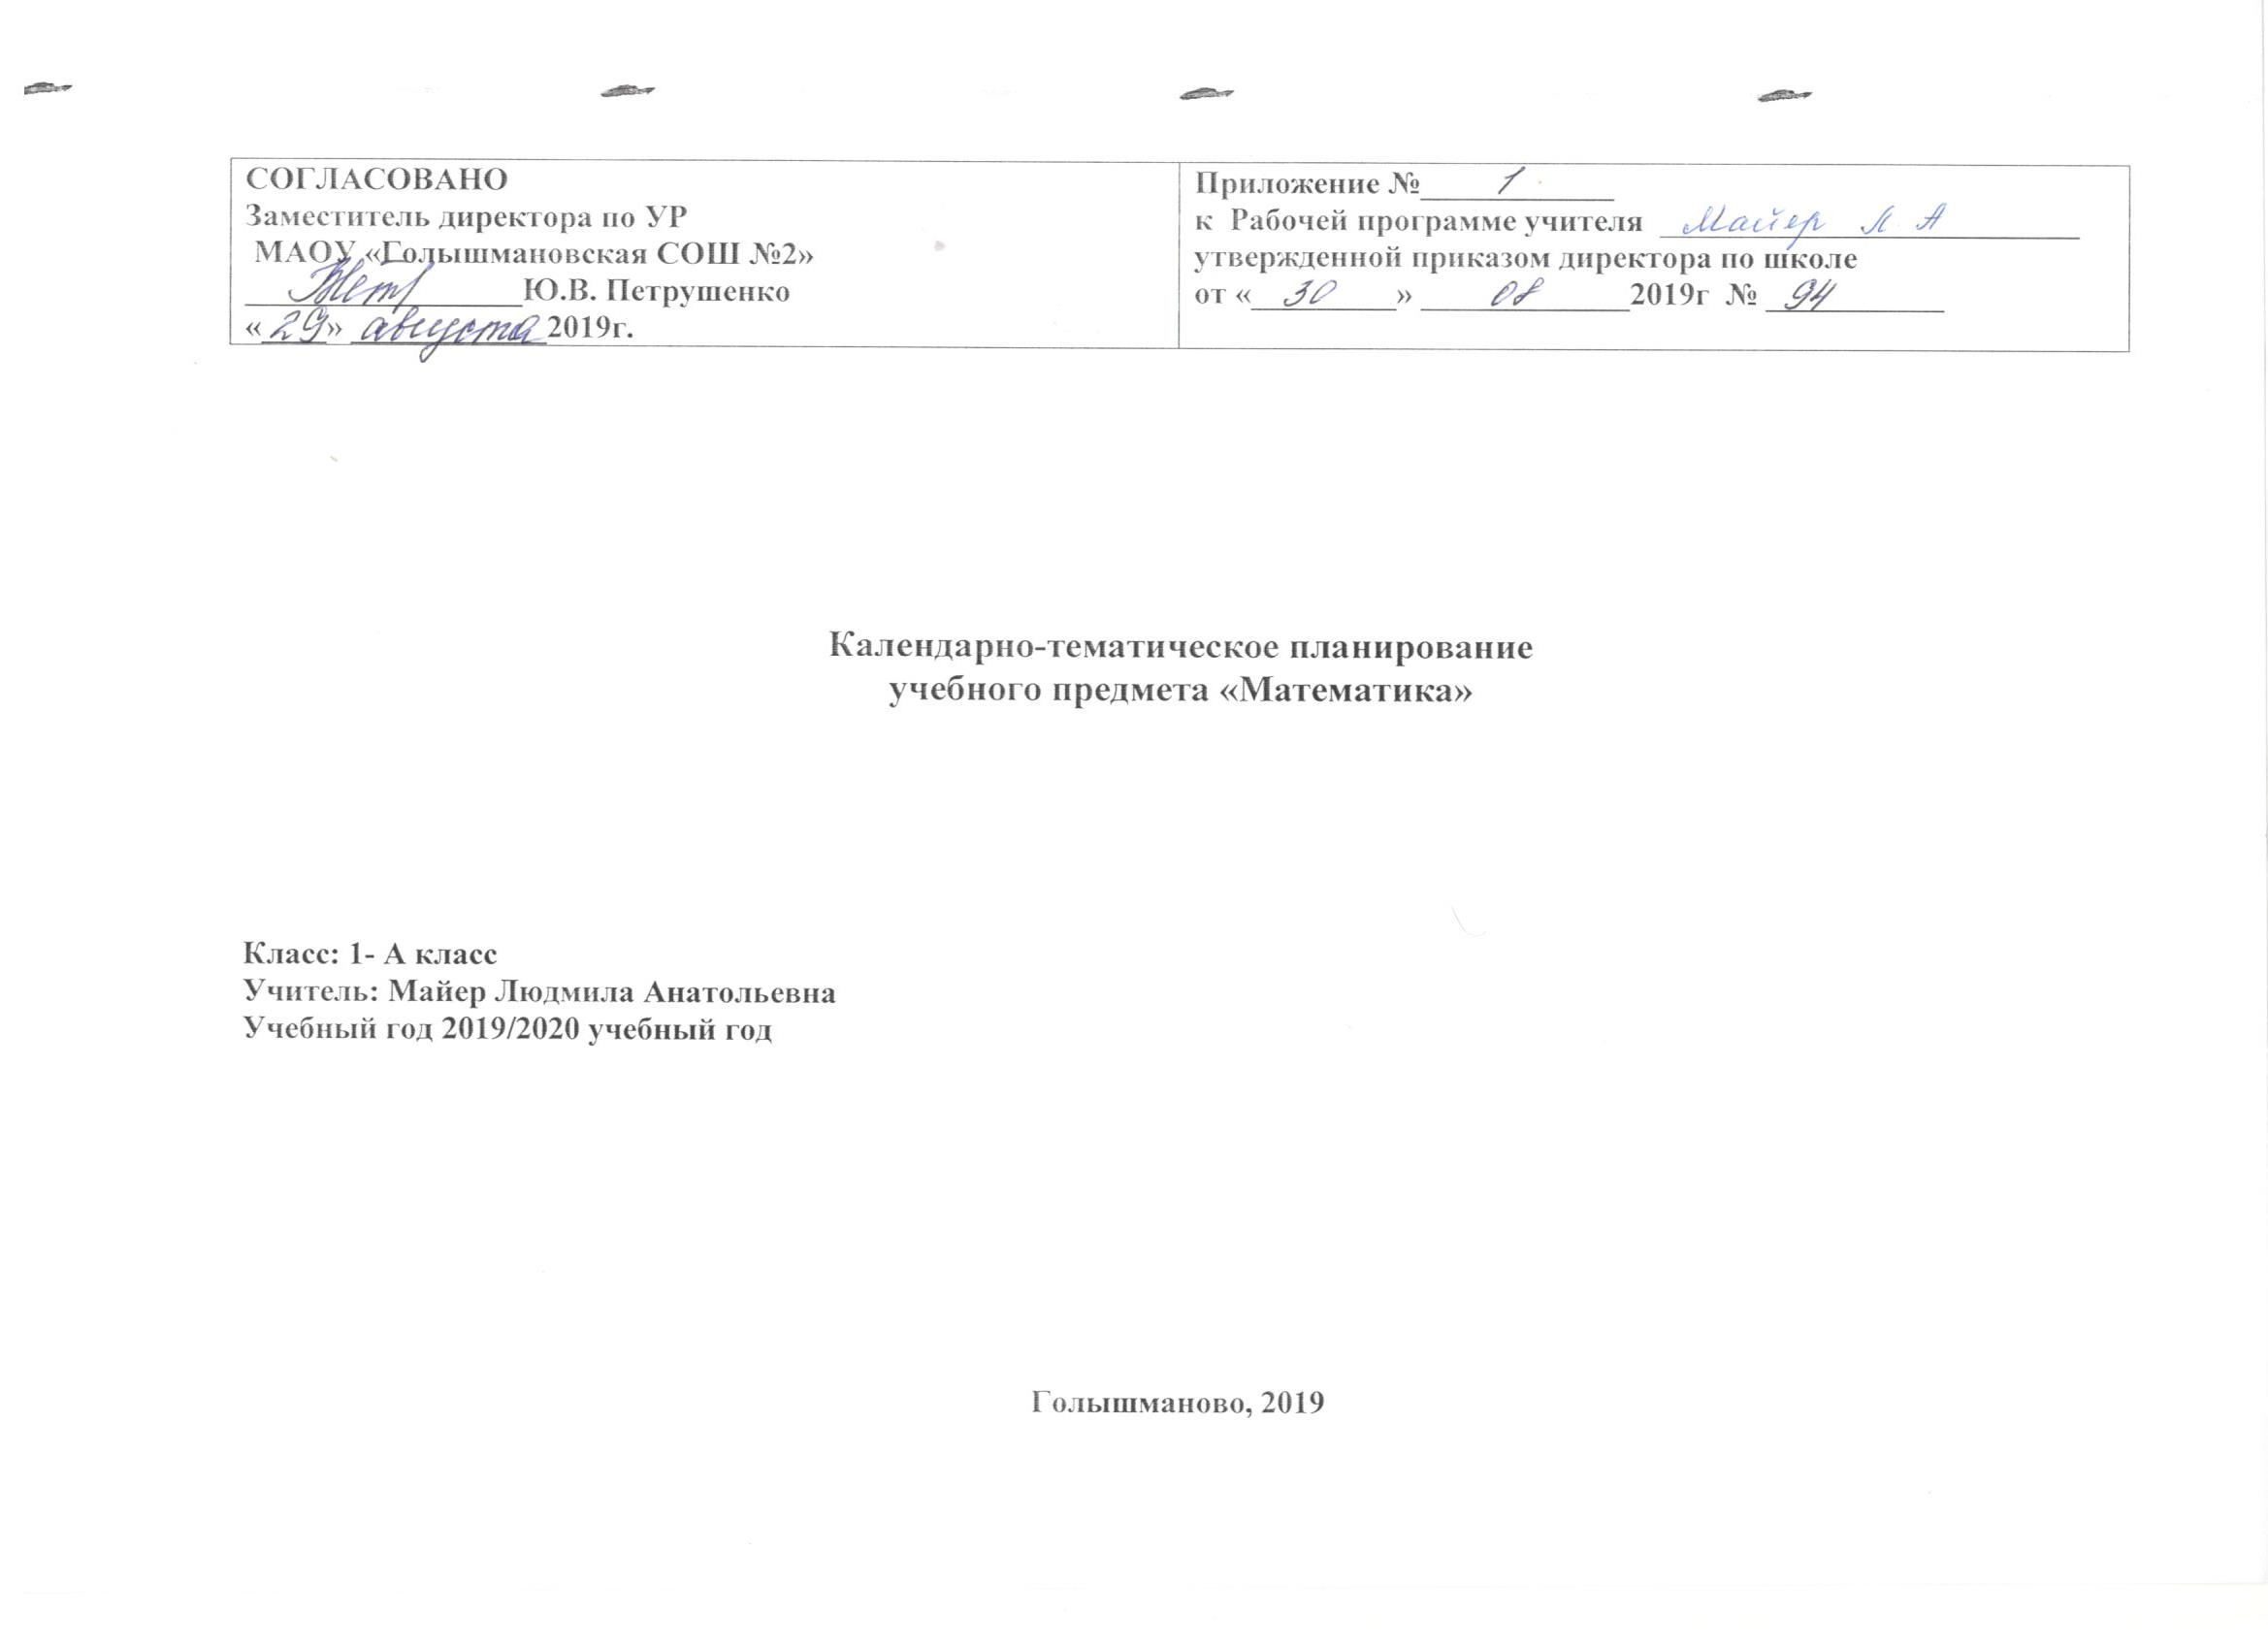 СОГЛАСОВАНО
Заместитель директора по УР
МАОУ «Голышмановская СОШ №2»
Ю.В. Петрушенко
«29» августа 2019г.
Приложение № 1
к Рабочей программе учителя Майер Л А
утвержденной приказом директора по школе
от «30» 08 2019г № 94
Календарно-тематическое планирование
учебного предмета «Математика»
Класс: 1- А класс
Учитель: Майер Людмила Анатольевна
Учебный год 2019/2020 учебный год
Голышманово, 2019